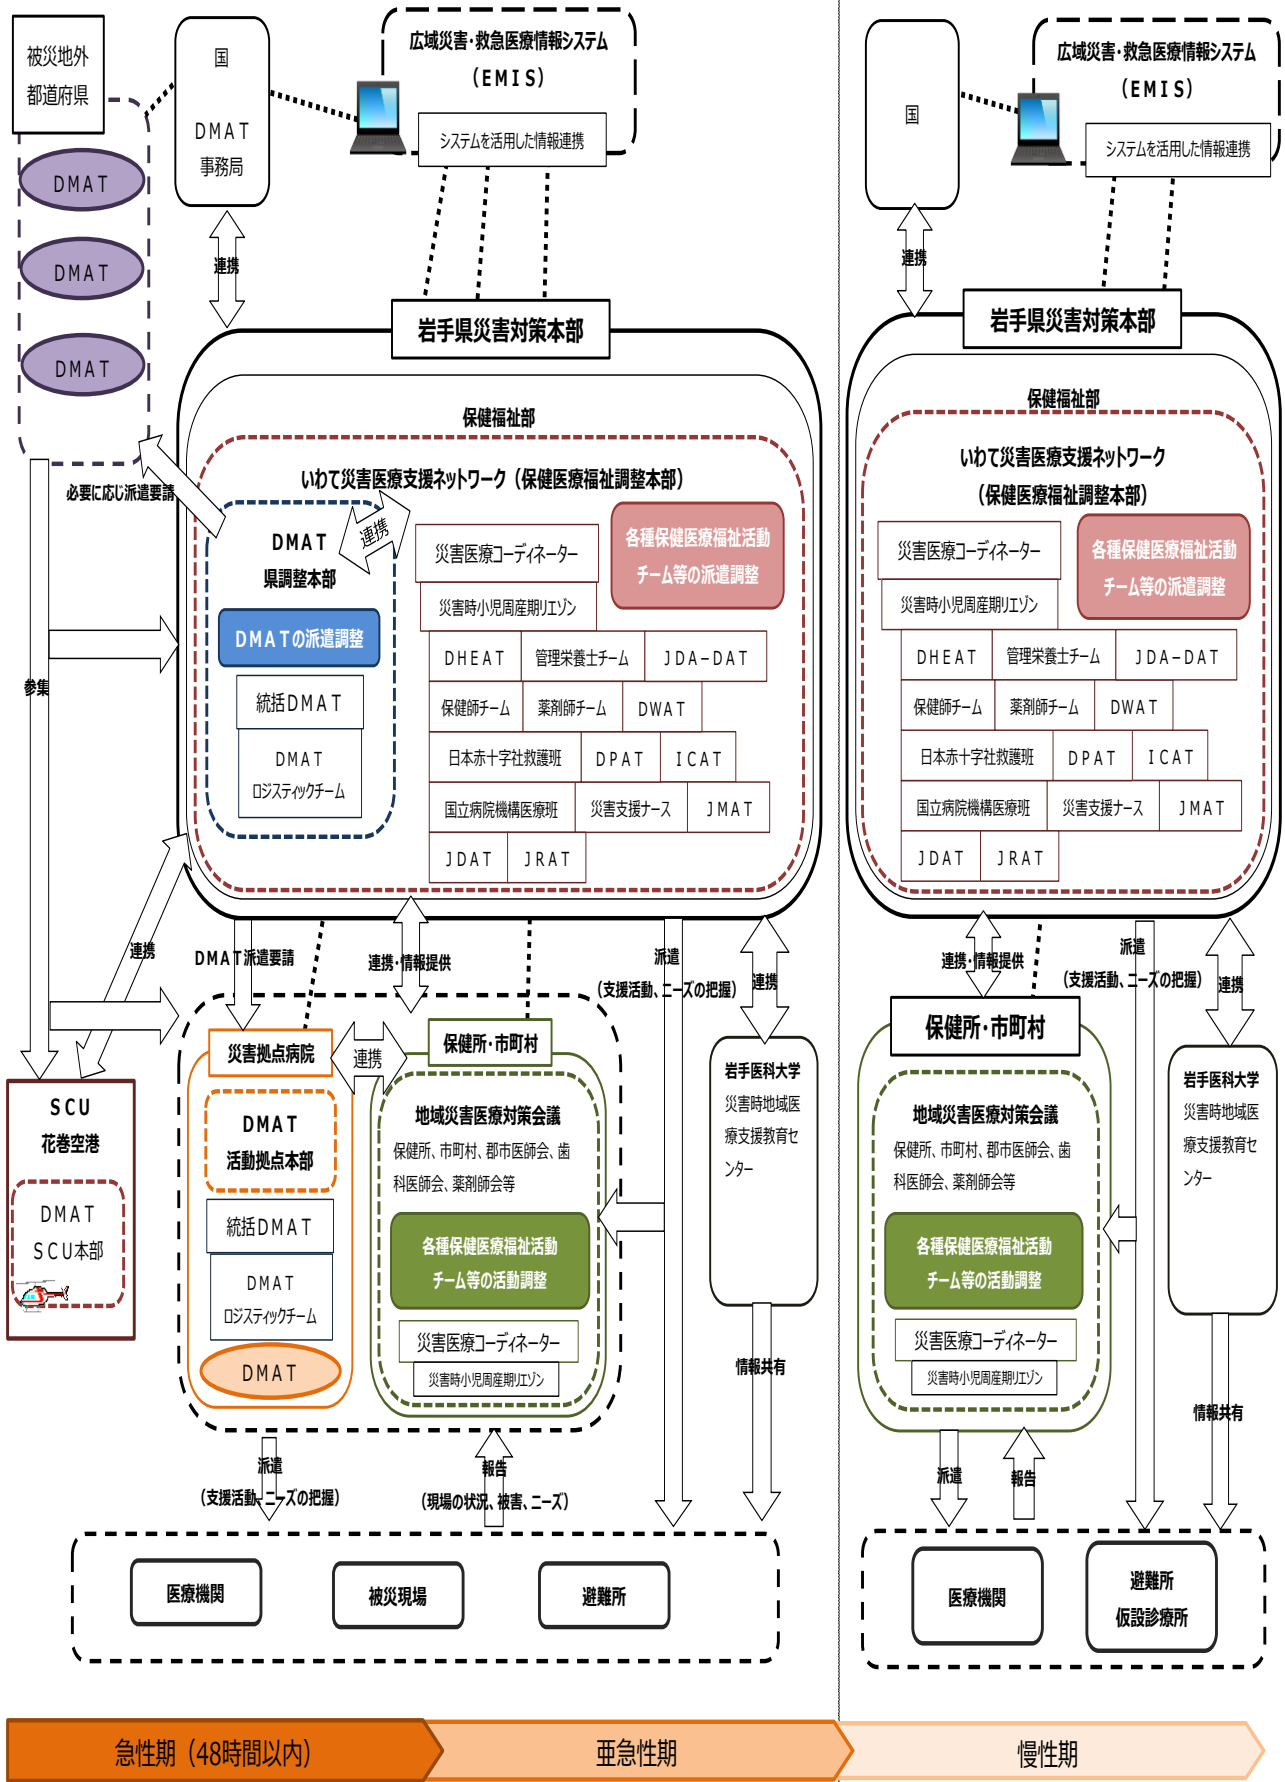 被災地外
都道府県
DMAT
DMAT
DMAT
国
DMAT
事務局
広域災害・救急医療情報システム
(EMIS)
システムを活用した情報連携
連携
岩手県災害対策本部
保健福祉部
いわて災害医療支援ネットワーク(保健医療福祉調整本部)
必要に応じ派遣要請
DMAT
県調整本部
連携
DMATの派遣調整
統括DMAT
DMAT
ロジスティックチーム
災害医療コーディネーター
各種保健医療福祉活動
チーム等の派遣調整
災害時小児周産期リエゾン
DHEAT
管理栄養士チーム
JDA-DAT
保健師チーム
薬剤師チーム
DWAT
日本赤十字社救護班
DPAT
ICAT
国立病院機構医療班
災害支援ナース
JMAT
JDAT
JRAT
参集
連携
DMAT派遣要請
連携・情報提供
派遣
(支援活動、ニーズの把握)
連携
災害拠点病院
連携
保健所・市町村
SCU
花巻空港
DMAT
SCU本部
DMAT
活動拠点本部
統括DMAT
DMAT
ロジスティックチーム
DMAT
地域災害医療対策会議
保健所、市町村、郡市医師会、歯
科医師会、薬剤師会等
各種保健医療福祉活動
チーム等の活動調整
災害医療コーディネーター
災害時小児周産期リエゾン
岩手医科大学
災害時地域医
療支援教育セ
ンター
情報共有
派遣
(支援活動、ニーズの把握)
報告
(現場の状況、被害、ニーズ)
医療機関
被災現場
避難所
国
広域災害・救急医療情報システム
(EMIS)
システムを活用した情報連携
連携
岩手県災害対策本部
保健福祉部
いわて災害医療支援ネットワーク
(保健医療福祉調整本部)
災害医療コーディネーター
各種保健医療福祉活動
チーム等の派遣調整
災害時小児周産期リエゾン
DHEAT
管理栄養士チーム
JDA-DAT
保健師チーム
薬剤師チーム
DWAT
日本赤十字社救護班
DPAT
ICAT
国立病院機構医療班
災害支援ナース
JMAT
JDAT
JRAT
連携・情報提供
派遣
(支援活動、ニーズの把握)
連携
保健所・市町村
地域災害医療対策会議
保健所、市町村、郡市医師会、歯
科医師会、薬剤師会等
各種保健医療福祉活動
チーム等の活動調整
災害医療コーディネーター
災害時小児周産期リエゾン
岩手医科大学
災害時地域医
療支援教育セ
ンター
情報共有
派遣
報告
医療機関
避難所
仮設診療所
急性期(48時間以内)
亜急性期
慢性期